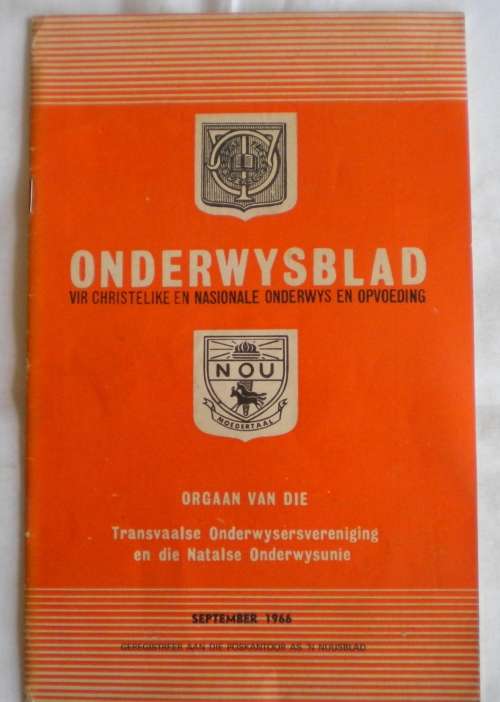 ONDERWYSBLAD
VIR CHRISTELIKE EN NASIONALE ONDERWYS EN OPVOEDING
NOU
MOEDERTAAL
ORGAAN VAN DIE
Transvaalse Onderwysersvereniging
en die Natalse Onderwysunie
SEPTEMBER 1966
GEREGISTREER AAN DIE POSKANTOOR AS 'N NUUSBLAD